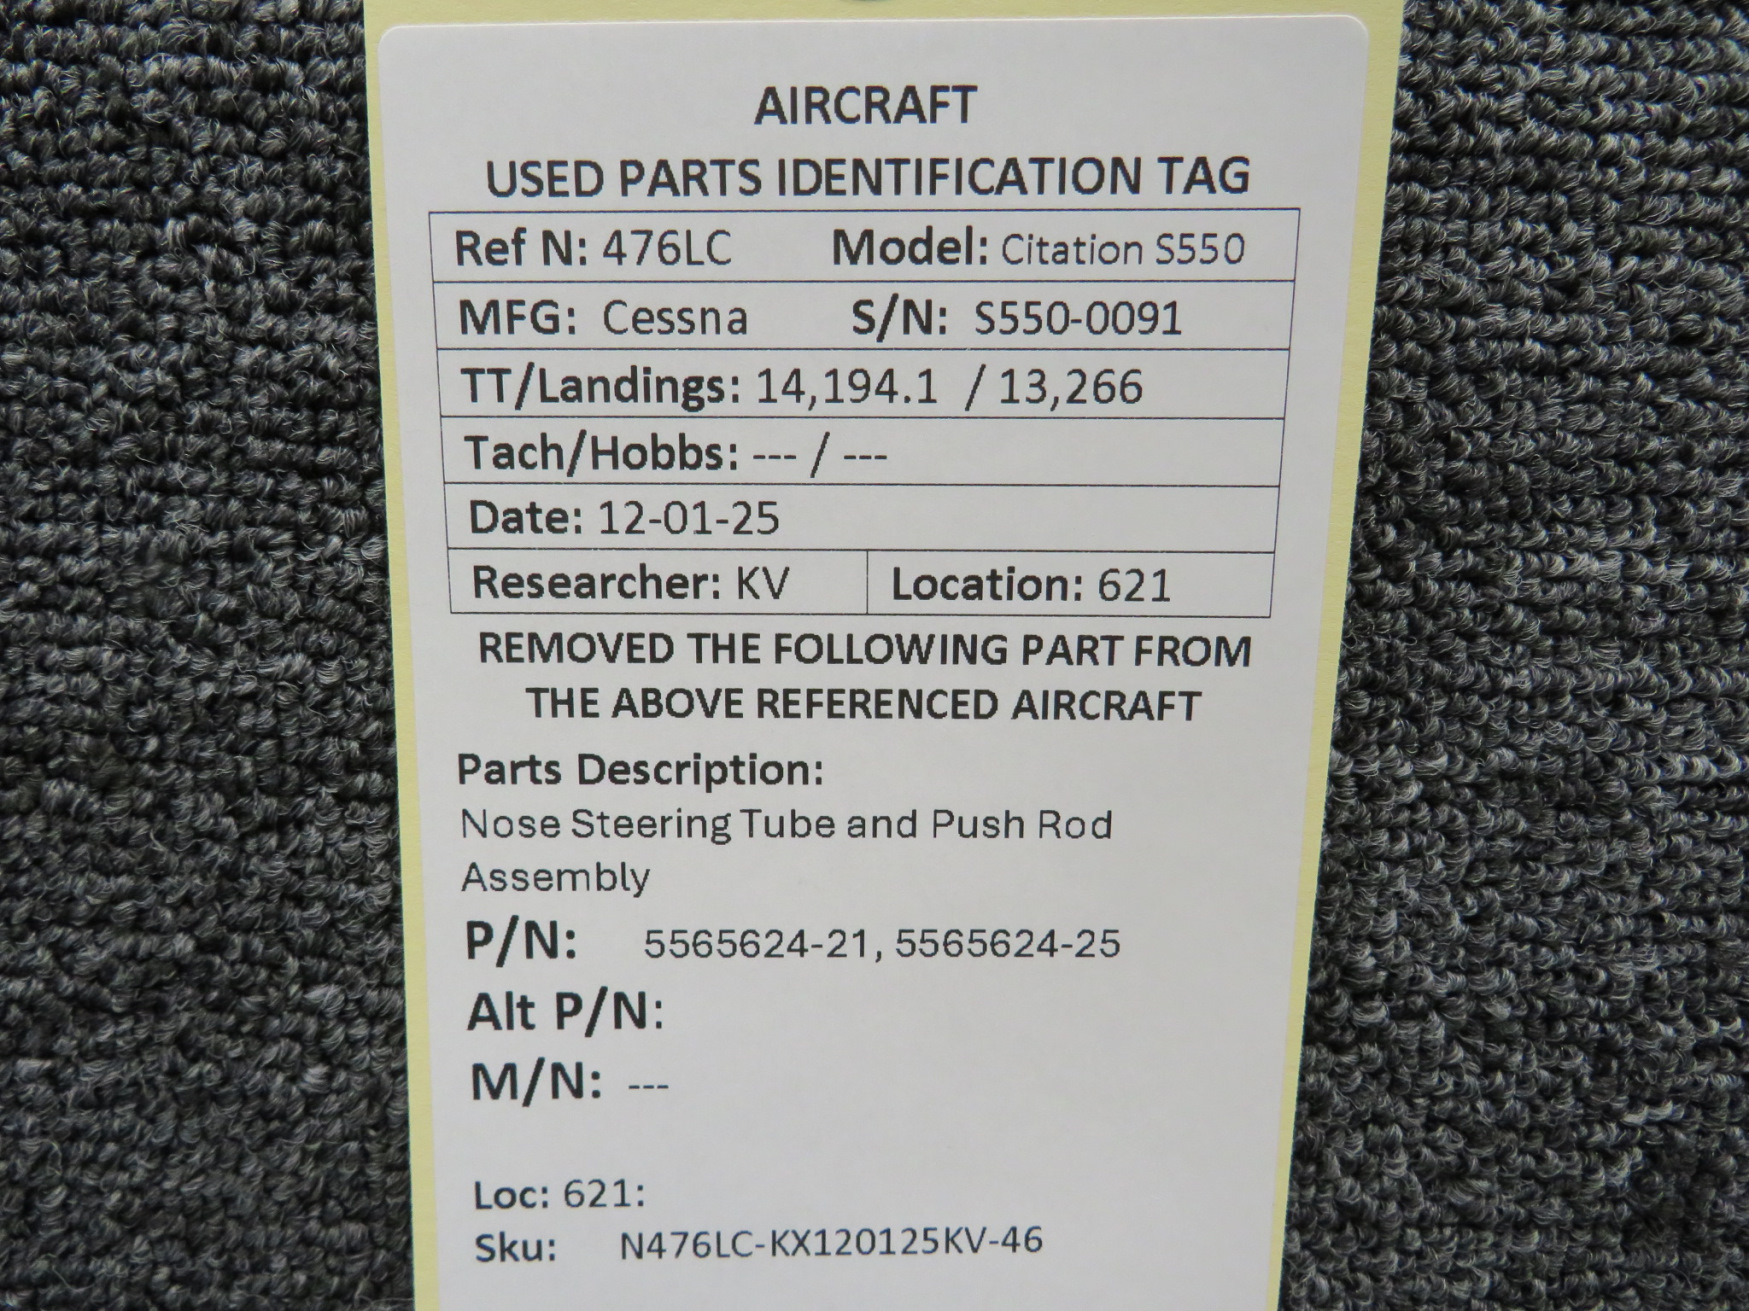 AIRCRAFT
USED PARTS IDENTIFICATION TAG
Ref N: 476LC Model: Citation S550
MFG: Cessna S/N: S550-0091
TT/Landings: 14,194.1 / 13,266
Tach/Hobbs: --- / ---
Date: 12-01-25
Researcher: KV Location: 621
REMOVED THE FOLLOWING PART FROM
THE ABOVE REFERENCED AIRCRAFT
Parts Description:
Nose Steering Tube and Push Rod
Assembly
P/N: 5565624-21, 5565624-25
Alt P/N:
M/N: ---
Loc: 621:
Sku: N476LC-KX120125KV-46